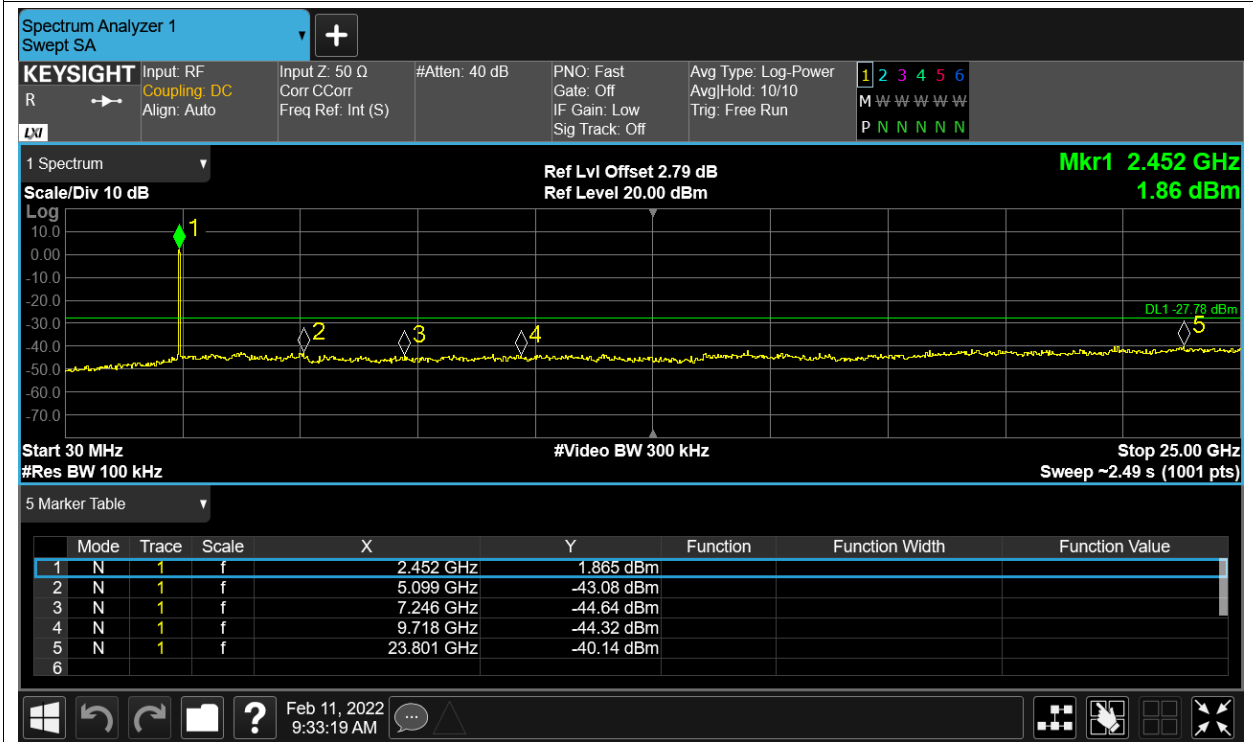 Spectrum Analyzer 1
Swept SA
KEYSIGHT
R
LXI
Input: RF
Coupling: DC
Align: Auto
Input Z: 50 Ω
Corr CCorr
Freq Ref: Int (S)
#Atten: 40 dB
PNO: Fast
Gate: Off
IF Gain: Low
Sig Track: Off
Avg Type: Log-Power
Avg|Hold: 10/10
Trig: Free Run
1 2 3 4 5 6
M W W W W W
P N N N N N
1 Spectrum
Scale/Div 10 dB
Ref Lvl Offset 2.79 dB
Ref Level 20.00 dBm
Mkr1 2.452 GHz
1.86 dBm
Log
10.0
0.00
-10.0
-20.0
-30.0
-40.0
-50.0
-60.0
-70.0
1
2
3
4
5
DL1 -27.78 dBm
Start 30 MHz
#Video BW 300 kHz
Stop 25.00 GHz
#Res BW 100 kHz
Sweep ~2.49 s (1001 pts)
5 Marker Table
Mode Trace Scale X Y Function Function Width Function Value
1 N 1 f 2.452 GHz 1.865 dBm
2 N 1 f 5.099 GHz -43.08 dBm
3 N 1 f 7.246 GHz -44.64 dBm
4 N 1 f 9.718 GHz -44.32 dBm
5 N 1 f 23.801 GHz -40.14 dBm
6
?
Feb 11, 2022
9:33:19 AM